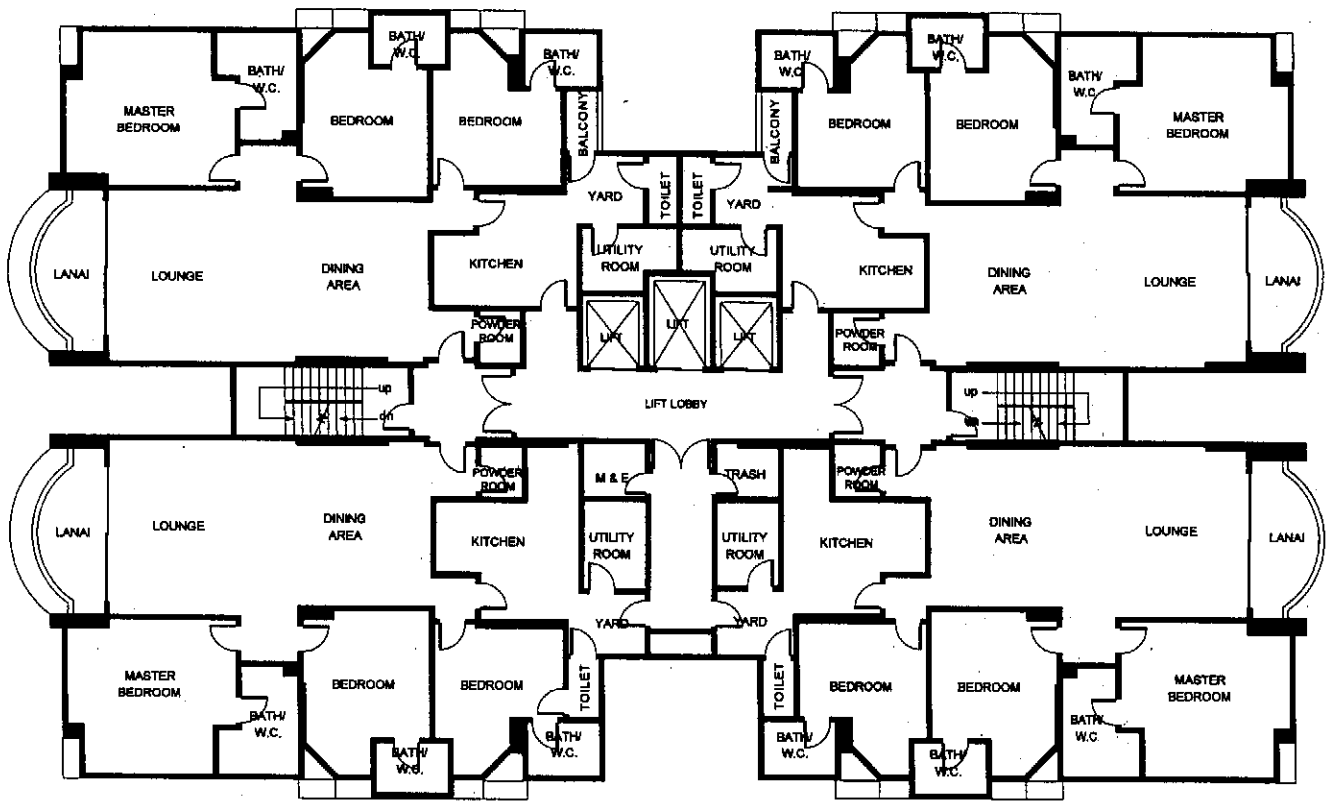 BATH/
W.C.
BATH/
W.C.
BATH/
W.C.
BATH/
W.C.
BATH/
W.C.
BATH/
W.C.
MASTER
BEDROOM
BEDROOM
BEDROOM
BALCONY
BALCONY
BEDROOM
BEDROOM
MASTER
BEDROOM
YARD
TOILET
TOILET
YARD
LANAI
LOUNGE
DINING
AREA
KITCHEN
UTILITY
ROOM
UTILITY
ROOM
KITCHEN
DINING
AREA
LOUNGE
LANAI
POWDER
ROOM
LIFT
LIFT
LIFT
POWDER
ROOM
up
dn
LIFT LOBBY
up
POWDER
ROOM
M & E
TRASH
POWDER
ROOM
LANAI
LOUNGE
DINING
AREA
KITCHEN
UTILITY
ROOM
UTILITY
ROOM
KITCHEN
DINING
AREA
LOUNGE
LANAI
YARD
YARD
MASTER
BEDROOM
BEDROOM
BEDROOM
TOILET
TOILET
BEDROOM
BEDROOM
MASTER
BEDROOM
BATH/
W.C.
BATH/
W.C.
BATH/
W.C.
BATH/
W.C.
BATH/
W.C.
BATH/
W.C.